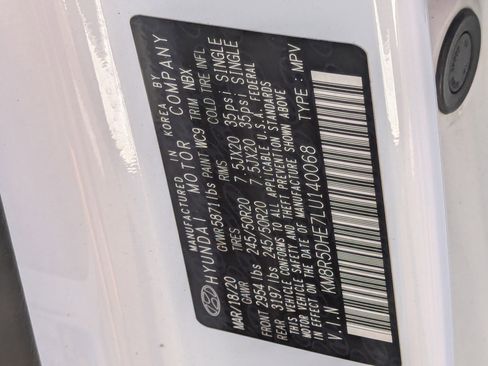 MANUFACTURED IN KOREA BY
HYUNDAI MOTOR COMPANY
MAR/18/20 GVWR 5871 lbs PAINT WC9 TRIM NBX
GAWR TIRES RIMS COLD TIRE INFL
FRONT 2954 lbs 245/50R20 7.5JX20 35psi SINGLE
REAR 3197 lbs 245/50R20 7.5JX20 35psi SINGLE
THIS VEHICLE CONFORMS TO ALL APPLICABLE U.S.A. FEDERAL
MOTOR VEHICLE SAFETY AND THEFT PREVENTION STANDARDS
IN EFFECT ON THE DATE OF MANUFACTURE SHOWN ABOVE
V.I.N KM8R5DHE7LU140068 TYPE : MPV